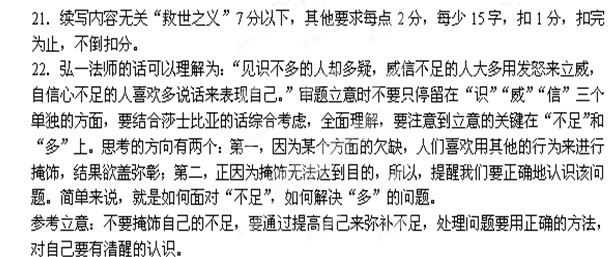 21．续写内容无关“救世之义”7分以下，其他要求每点2分，每少15字，扣1分，扣完
为止，不倒扣分。
22．弘一法师的话可以理解为：“见识不多的人却多疑，威信不足的人大多用发怒来立威，
自信心不足的人喜欢多说话来表现自己。”审题立意时不要只停留在“识”“威”“信”三个
单独的方面，要结合莎士比亚的话综合考虑，全面理解，要注意到立意的关键在“不足”和
“多”上。思考的方向有两个：第一，因为某个方面的欠缺，人们喜欢用其他的行为来进行
掩饰，结果欲盖弥彰；第二，正因为掩饰无法达到目的，所以，提醒我们要正确地认识该问
题。简单来说，就是如何面对“不足”，如何解决“多”的问题。
参考立意：不要掩饰自己的不足，要通过提高自己来弥补不足，处理问题要用正确的方法，
对自己要有清醒的认识。